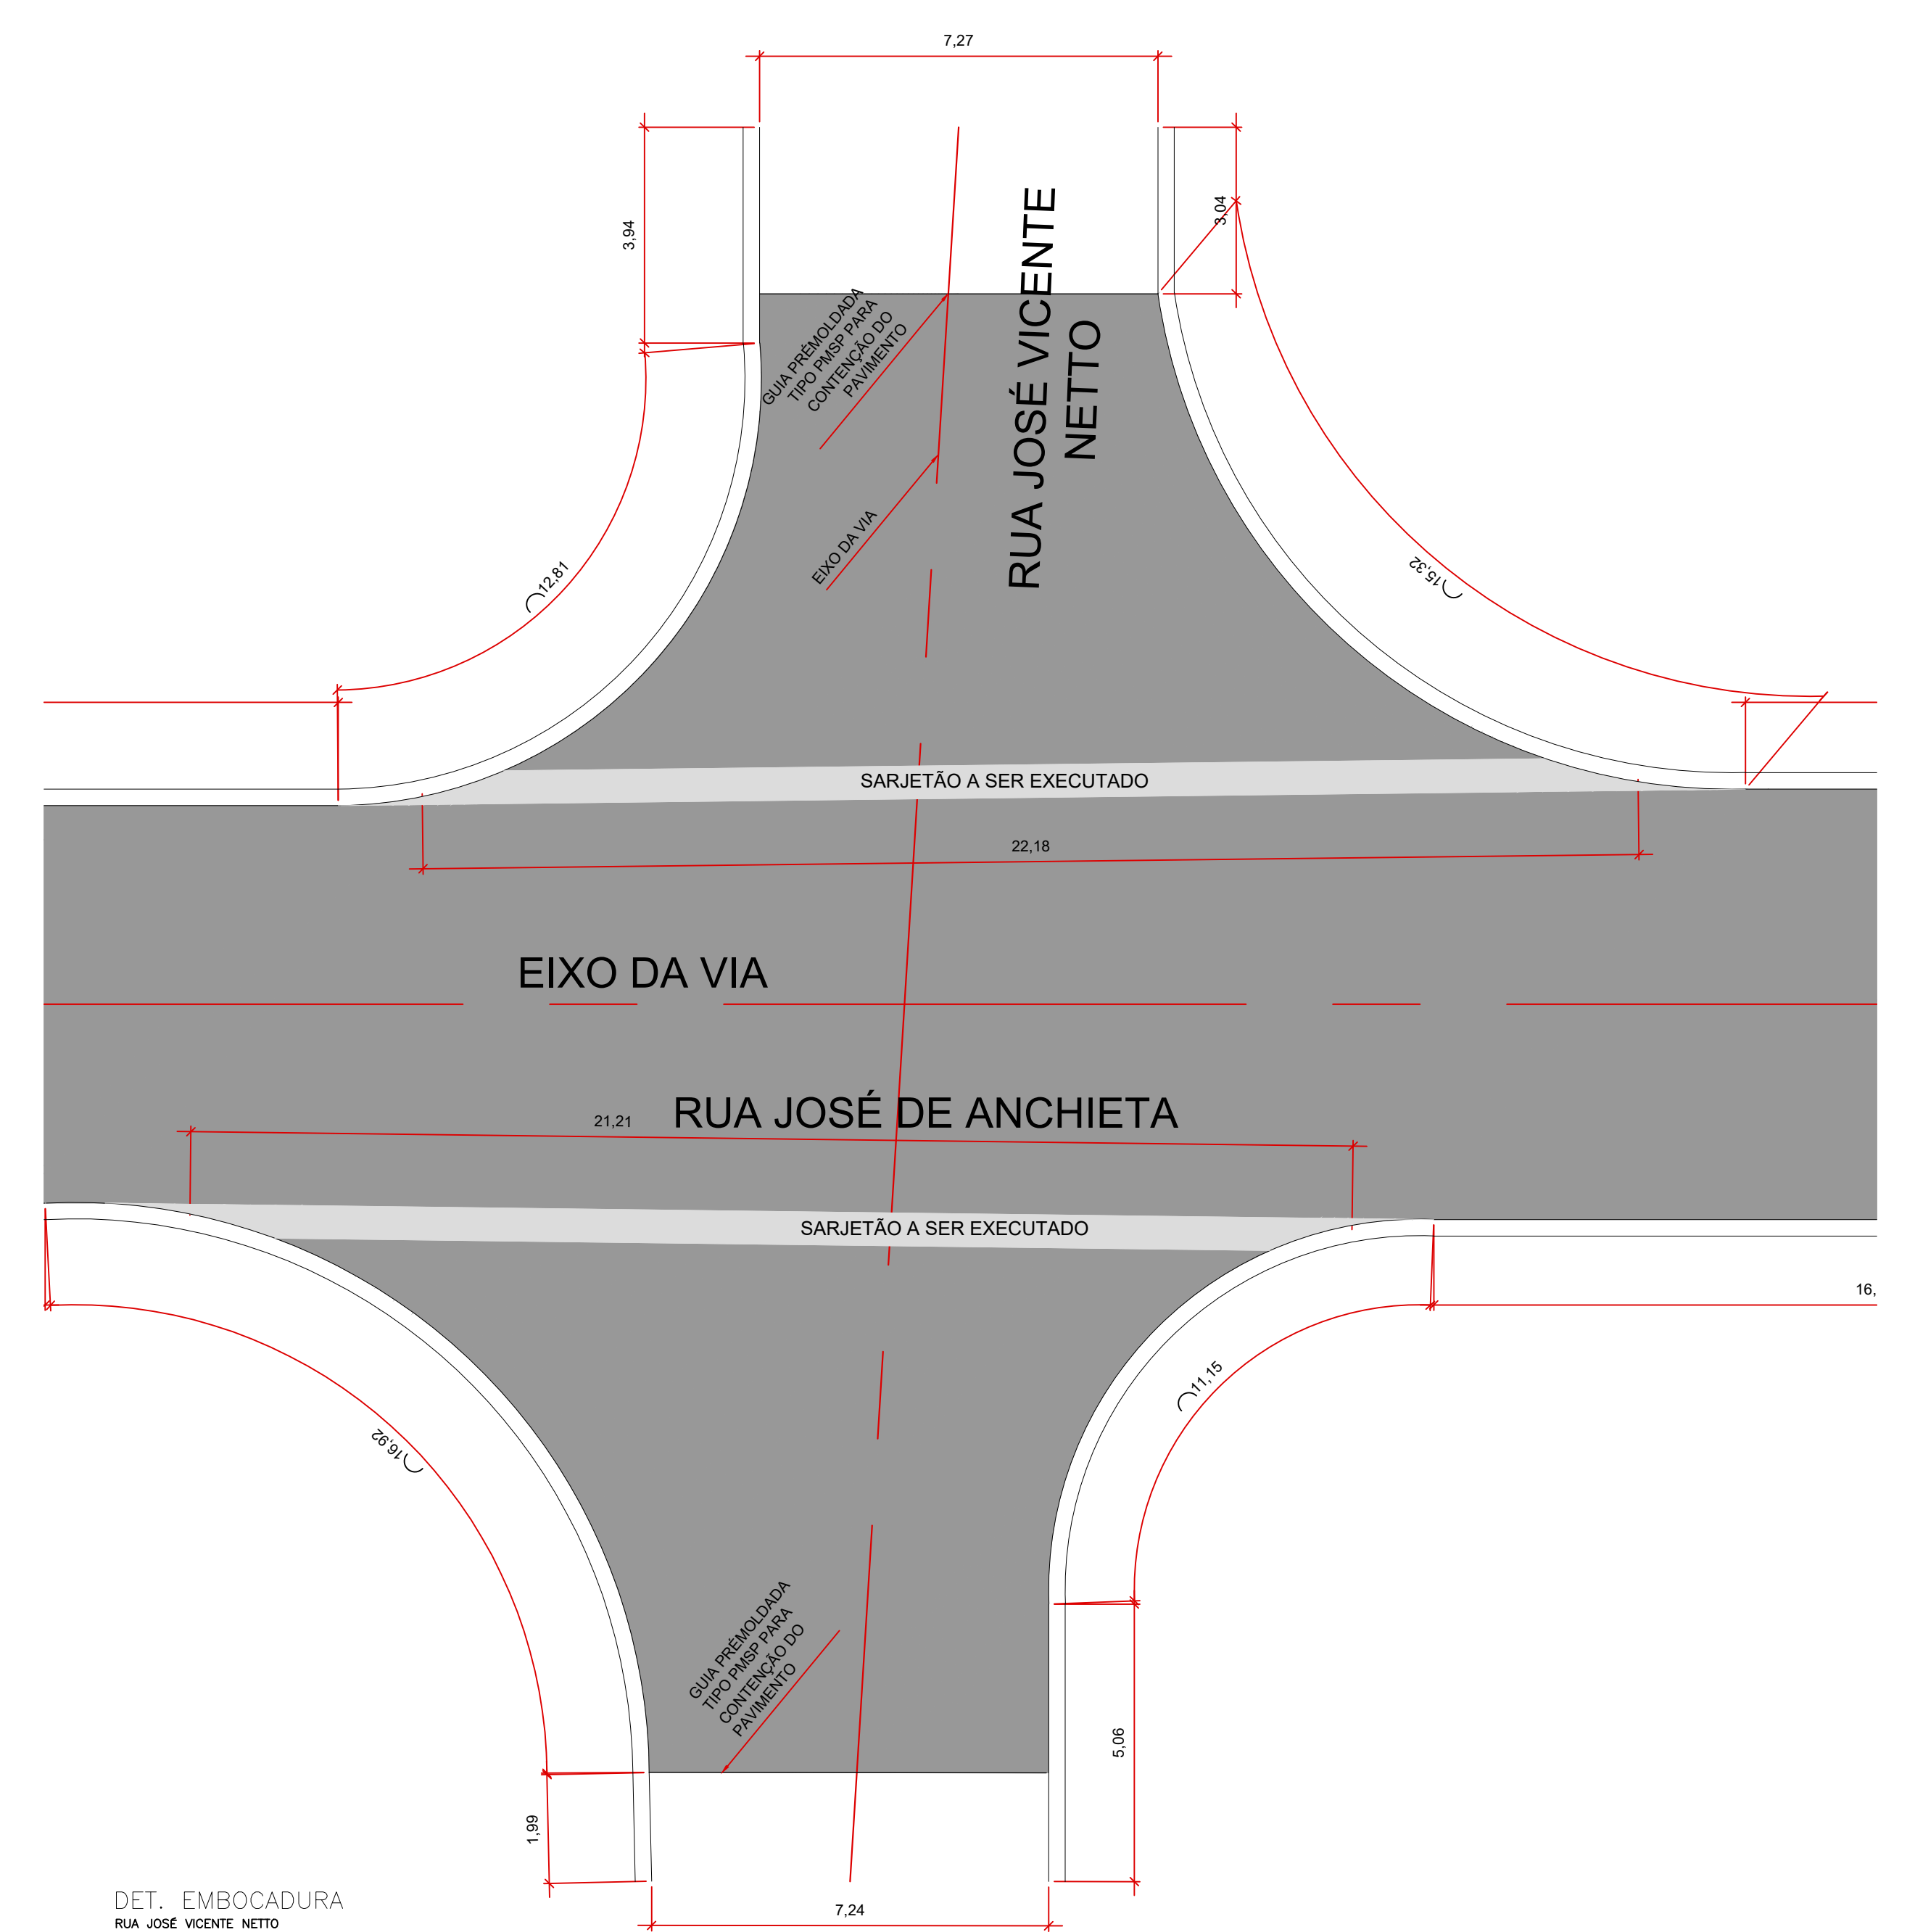 7,27
3,94
3,04
RUA JOSÉ VICENTE
NETTO
GUIA PRÉMOLDADA
TIPO PMSP PARA
CONTENÇÃO DO
PAVIMENTO
EIXO DA VIA
12,81
15,32
SARJETÃO A SER EXECUTADO
22,18
EIXO DA VIA
RUA JOSÉ DE ANCHIETA
21,21
SARJETÃO A SER EXECUTADO
16,
11,15
16,92
GUIA PRÉMOLDADA
TIPO PMSP PARA
CONTENÇÃO DO
PAVIMENTO
5,06
1,99
7,24
DET. EMBOCADURA
RUA JOSÉ VICENTE NETTO